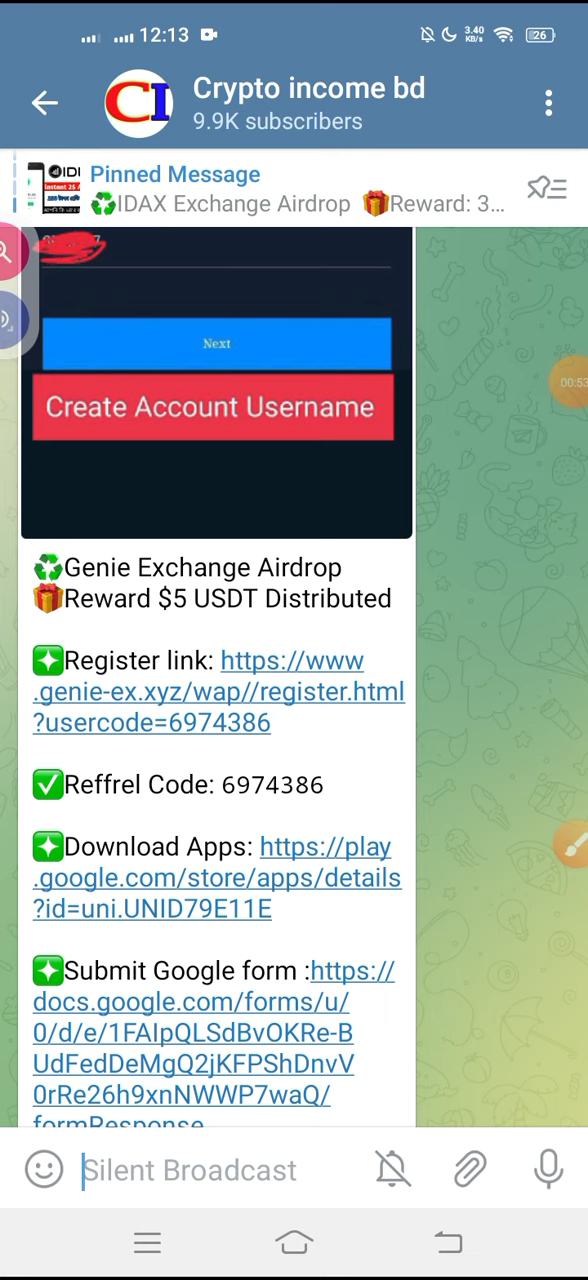 12:13
3.40
KB/s
26
CI
Crypto income bd
9.9K subscribers
Pinned Message
♻️IDAX Exchange Airdrop 🎁Reward: 3...
Next
Create Account Username
00:53
♻️Genie Exchange Airdrop
🎁Reward $5 USDT Distributed
❇️Register link: https://www
.genie-ex.xyz/wap//register.html
?usercode=6974386
✅Reffrel Code: 6974386
❇️Download Apps: https://play
.google.com/store/apps/details
?id=uni.UNID79E11E
❇️Submit Google form :https://
docs.google.com/forms/u/
0/d/e/1FAIpQLSdBvOKRe-B
UdFedDeMgQ2jKFPShDnvV
0rRe26h9xnNWWP7waQ/
formResponse
Silent Broadcast